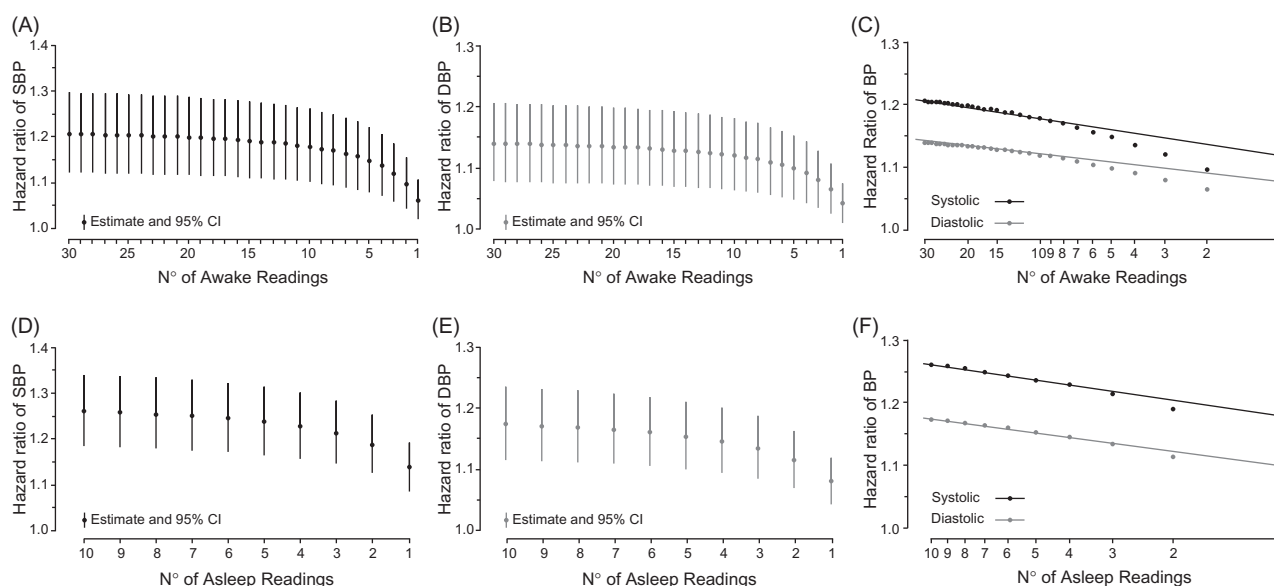 (A)
1.4
1.3
1.2
1.1
1.0
Hazard ratio of SBP
Estimate and 95% CI
30 25 20 15 10 5 1
N° of Awake Readings
(B)
1.3
1.2
1.1
1.0
Hazard ratio of DBP
Estimate and 95% CI
30 25 20 15 10 5 1
N° of Awake Readings
(C)
1.3
1.2
1.1
1.0
Hazard Ratio of BP
Systolic
Diastolic
30 20 15 10 9 8 7 6 5 4 3 2
N° of Awake Readings
(D)
1.4
1.3
1.2
1.1
1.0
Hazard ratio of SBP
Estimate and 95% CI
10 9 8 7 6 5 4 3 2 1
N° of Asleep Readings
(E)
1.3
1.2
1.1
1.0
Hazard ratio of DBP
Estimate and 95% CI
10 9 8 7 6 5 4 3 2 1
N° of Asleep Readings
(F)
1.3
1.2
1.1
1.0
Hazard ratio of BP
Systolic
Diastolic
10 9 8 7 6 5 4 3 2
N° of Asleep Readings